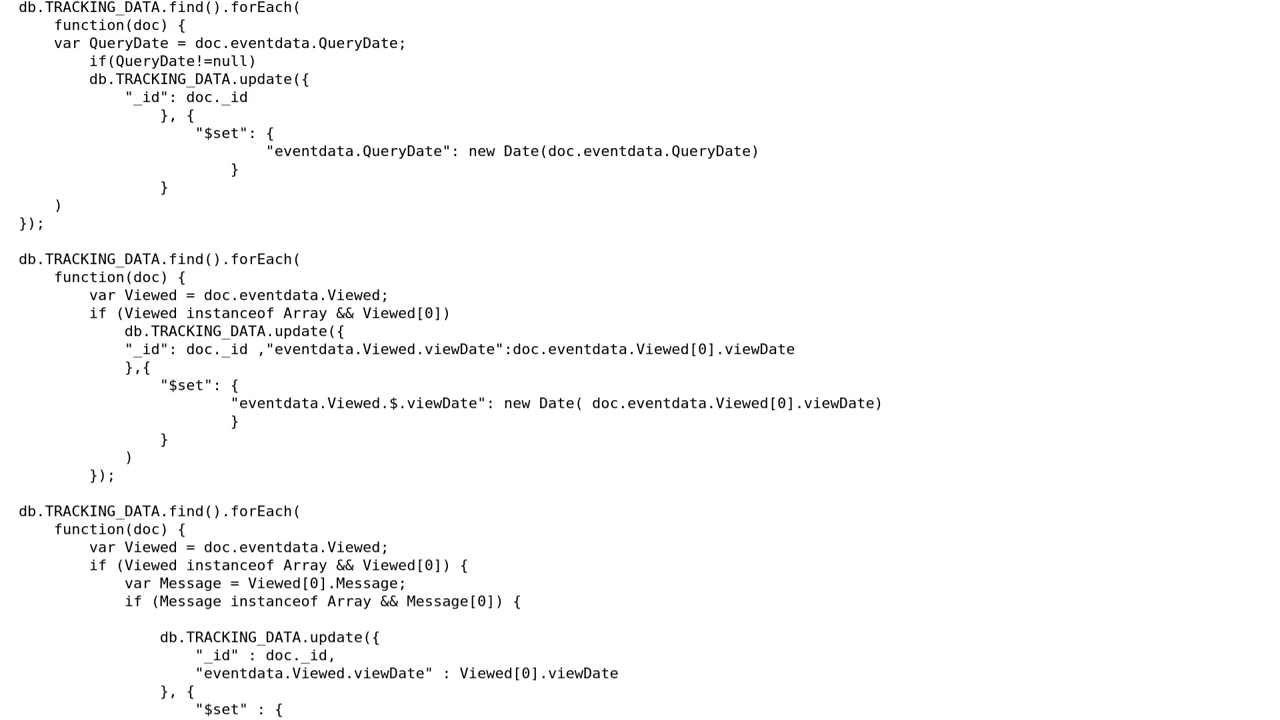 db.TRACKING_DATA.find().forEach(
    function(doc) {
    var QueryDate = doc.eventdata.QueryDate;
        if(QueryDate!=null)
        db.TRACKING_DATA.update({
            "_id": doc._id
                }, {
                    "$set": {
                            "eventdata.QueryDate": new Date(doc.eventdata.QueryDate)
                        }
                }
    )
});

db.TRACKING_DATA.find().forEach(
    function(doc) {
        var Viewed = doc.eventdata.Viewed;
        if (Viewed instanceof Array && Viewed[0])
            db.TRACKING_DATA.update({
            "_id": doc._id ,"eventdata.Viewed.viewDate":doc.eventdata.Viewed[0].viewDate
            },{
                "$set": {
                        "eventdata.Viewed.$.viewDate": new Date( doc.eventdata.Viewed[0].viewDate)
                        }
                }
            )
        });

db.TRACKING_DATA.find().forEach(
    function(doc) {
        var Viewed = doc.eventdata.Viewed;
        if (Viewed instanceof Array && Viewed[0]) {
            var Message = Viewed[0].Message;
            if (Message instanceof Array && Message[0]) {

                db.TRACKING_DATA.update({
                    "_id" : doc._id,
                    "eventdata.Viewed.viewDate" : Viewed[0].viewDate
                }, {
                    "$set" : {